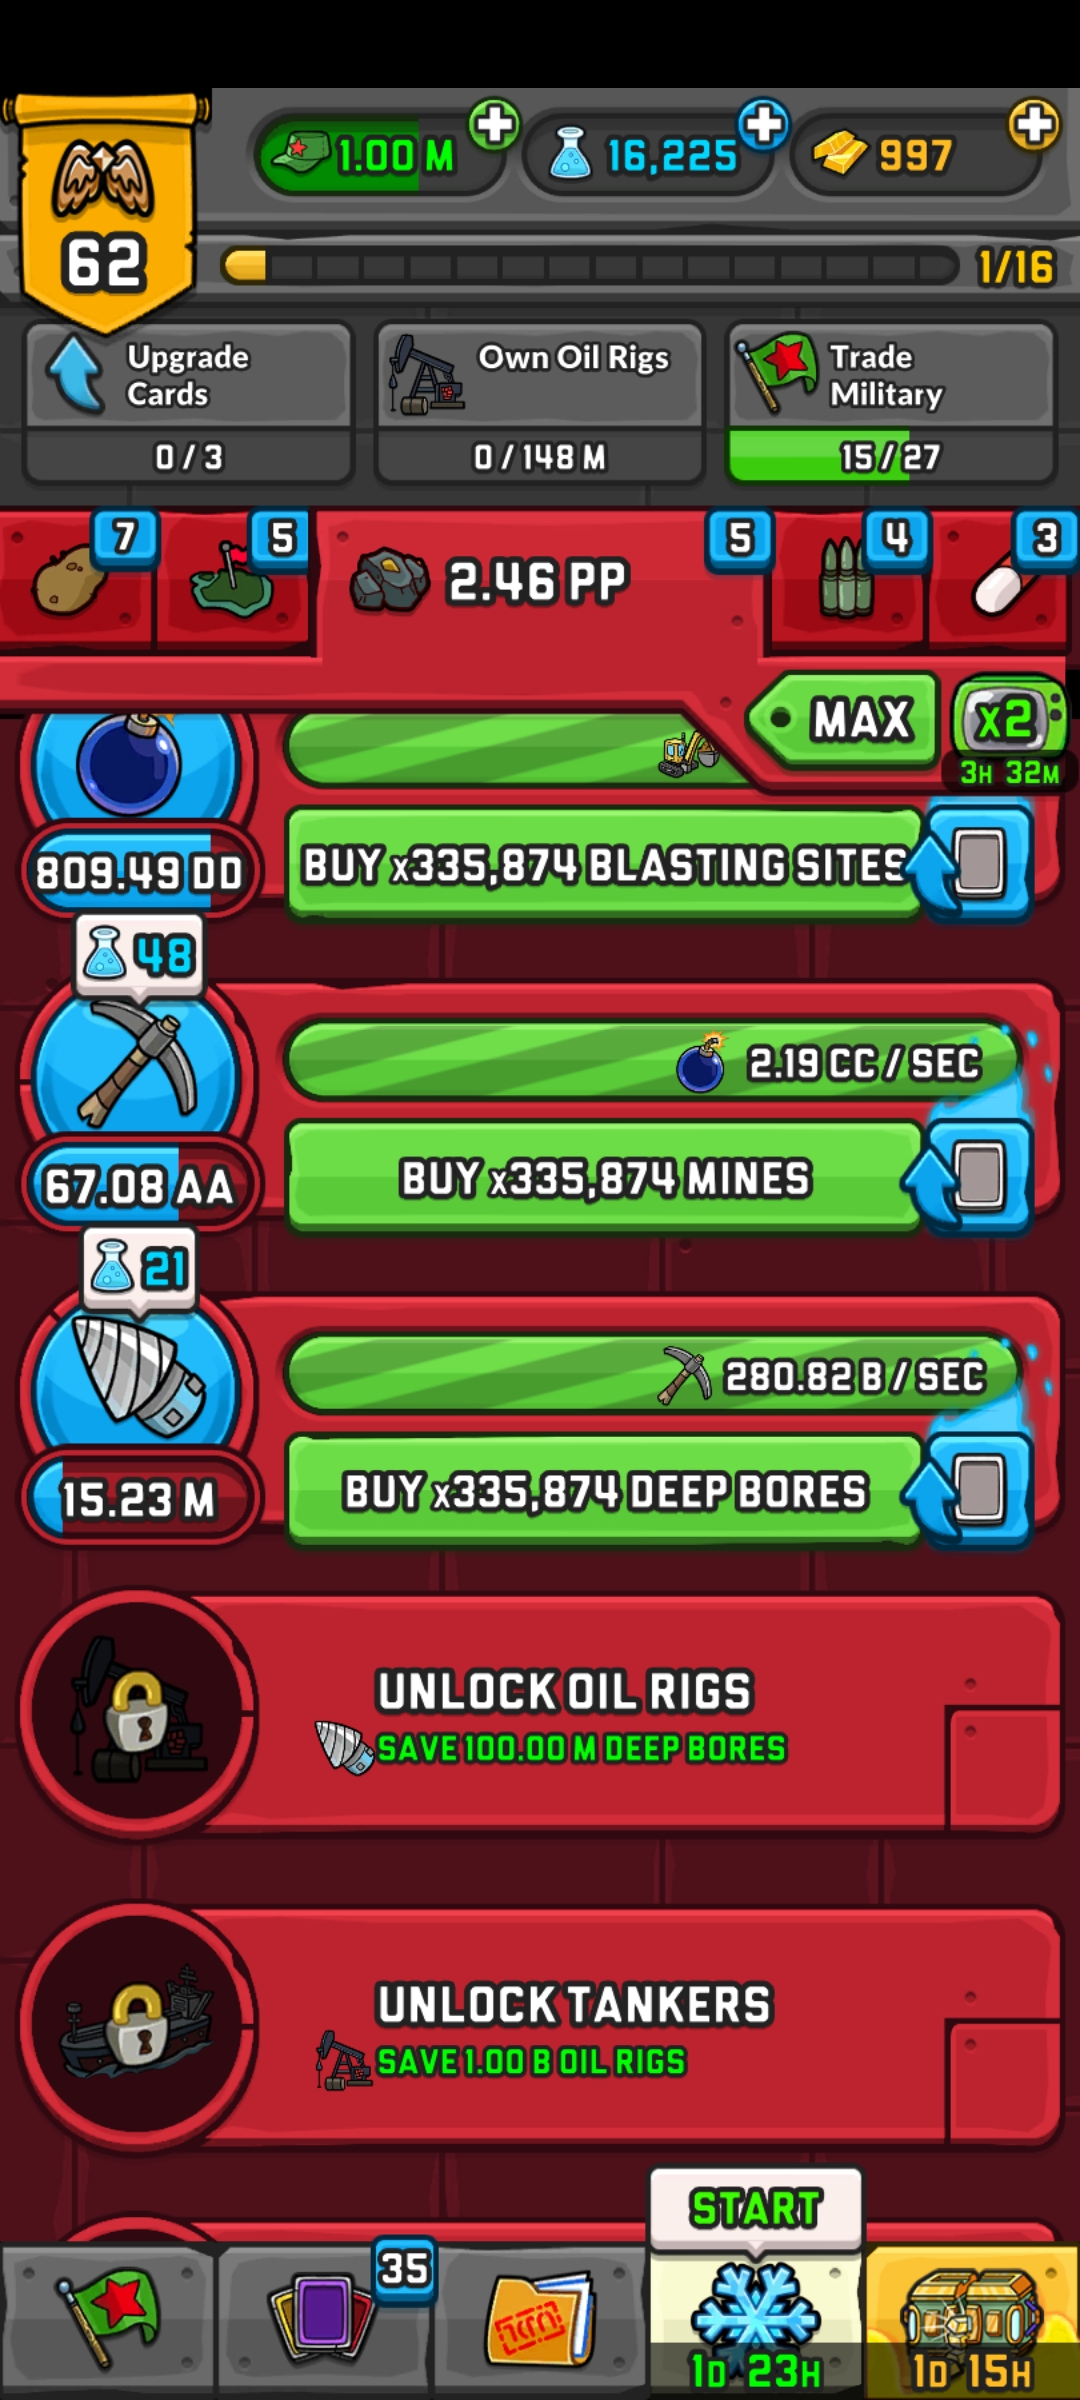 1.00 M
16,225
997
62
1/16
Upgrade
Cards
0 / 3
Own Oil Rigs
0 / 148 M
Trade
Military
15 / 27
7
5
2.46 PP
5
4
3
MAX
x2
3H 32M
809.49 DD
BUY x335,874 BLASTING SITES
48
2.19 CC / SEC
67.08 AA
BUY x335,874 MINES
21
280.82 B / SEC
15.23 M
BUY x335,874 DEEP BORES
UNLOCK OIL RIGS
SAVE 100.00 M DEEP BORES
UNLOCK TANKERS
SAVE 1.00 B OIL RIGS
START
35
1D 23H
1D 15H